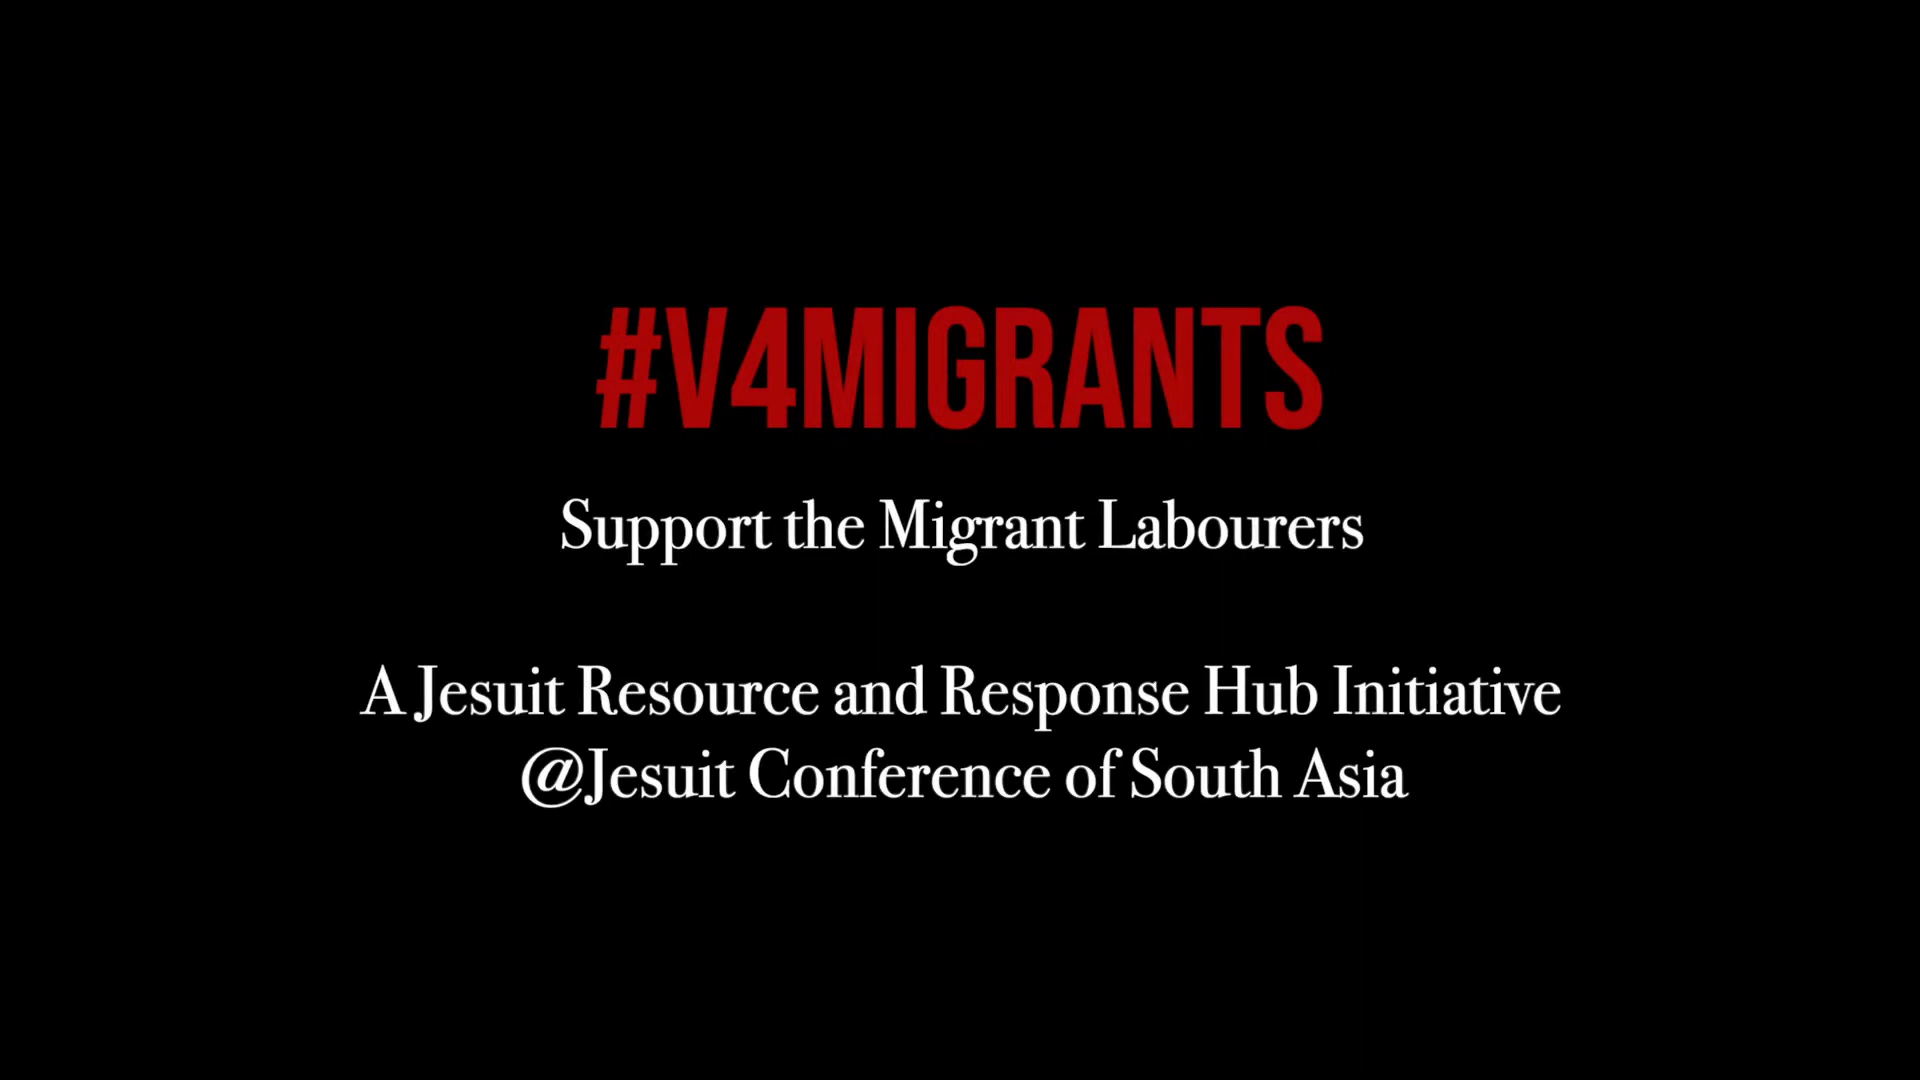 #V4MIGRANTS
Support the Migrant Labourers
A Jesuit Resource and Response Hub Initiative
@Jesuit Conference of South Asia